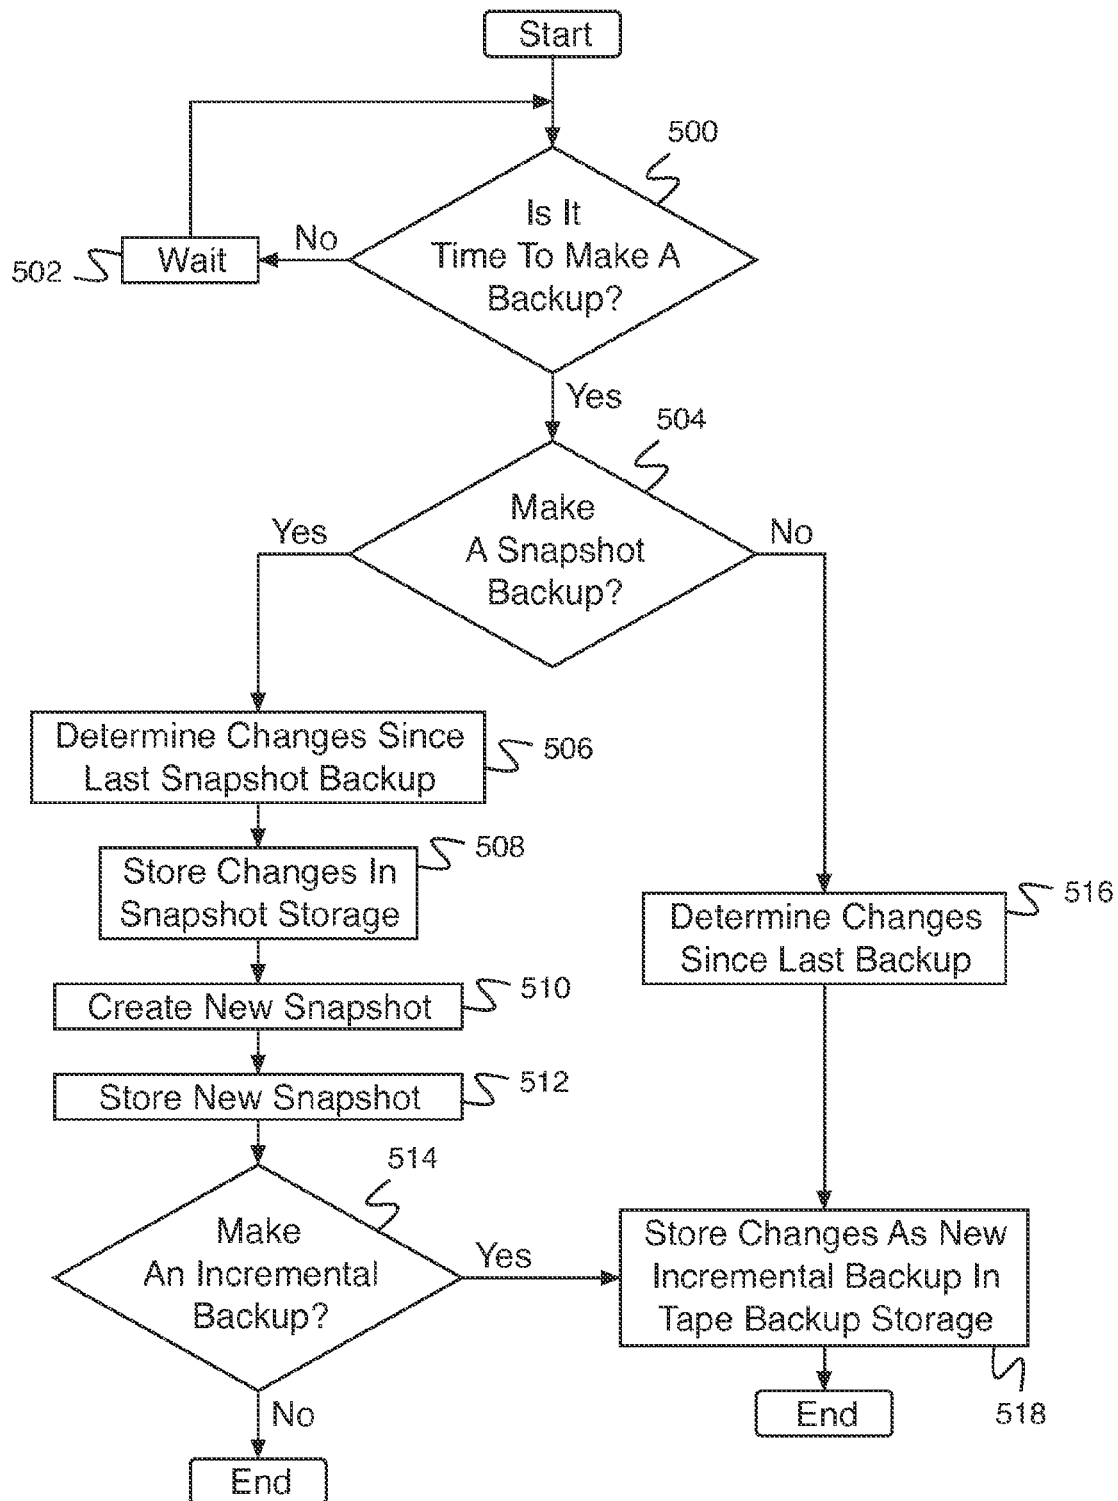 Start
500
Is It
Time To Make A
Backup?
No
Wait
502
Yes
504
Make
A Snapshot
Backup?
Yes
No
Determine Changes Since
Last Snapshot Backup
506
Store Changes In
Snapshot Storage
508
516
Determine Changes
Since Last Backup
Create New Snapshot
510
Store New Snapshot
512
514
Make
An Incremental
Backup?
Yes
Store Changes As New
Incremental Backup In
Tape Backup Storage
518
No
End
End